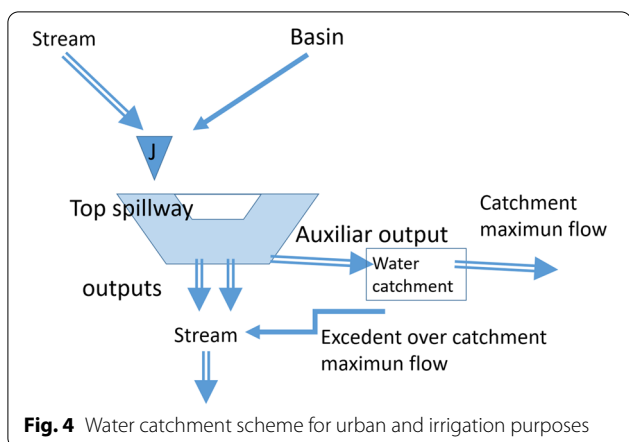 Stream
Basin
J
Top spillway
Auxiliar output
Catchment
maximun flow
Water
catchment
outputs
Stream
Excedent over catchment
maximun flow
Fig. 4 Water catchment scheme for urban and irrigation purposes